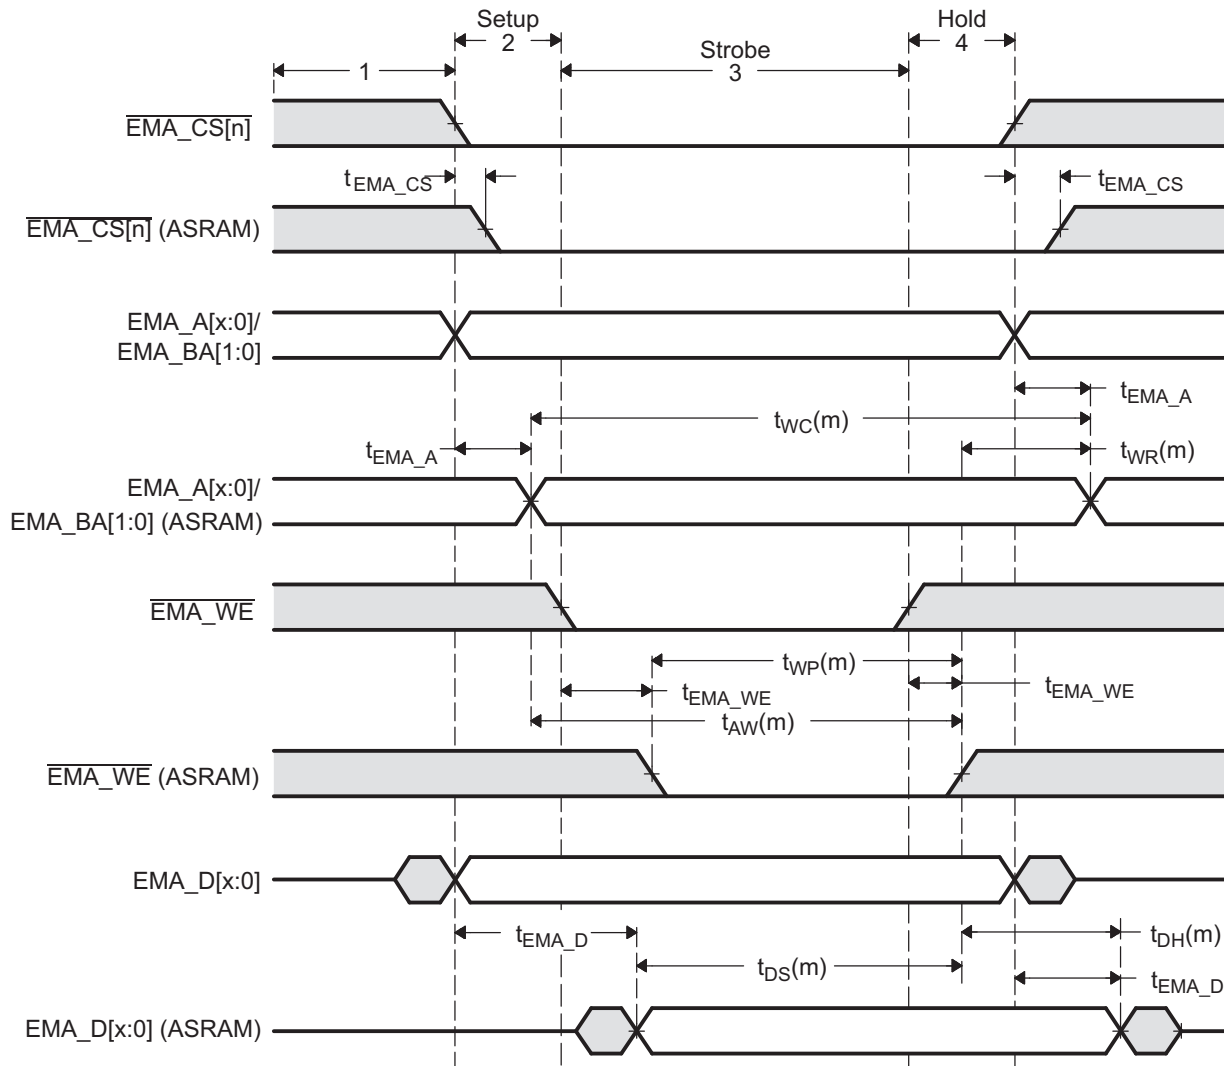 Setup
2
Hold
4
Strobe
3
1
EMA_CS[n]
tEMA_CS
tEMA_CS
EMA_CS[n] (ASRAM)
EMA_A[x:0]/
EMA_BA[1:0]
tEMA_A
tWC(m)
tEMA_A
tWR(m)
EMA_A[x:0]/
EMA_BA[1:0] (ASRAM)
EMA_WE
tWP(m)
tEMA_WE
tEMA_WE
tAW(m)
EMA_WE (ASRAM)
EMA_D[x:0]
tEMA_D
tDH(m)
tDS(m)
tEMA_D
EMA_D[x:0] (ASRAM)